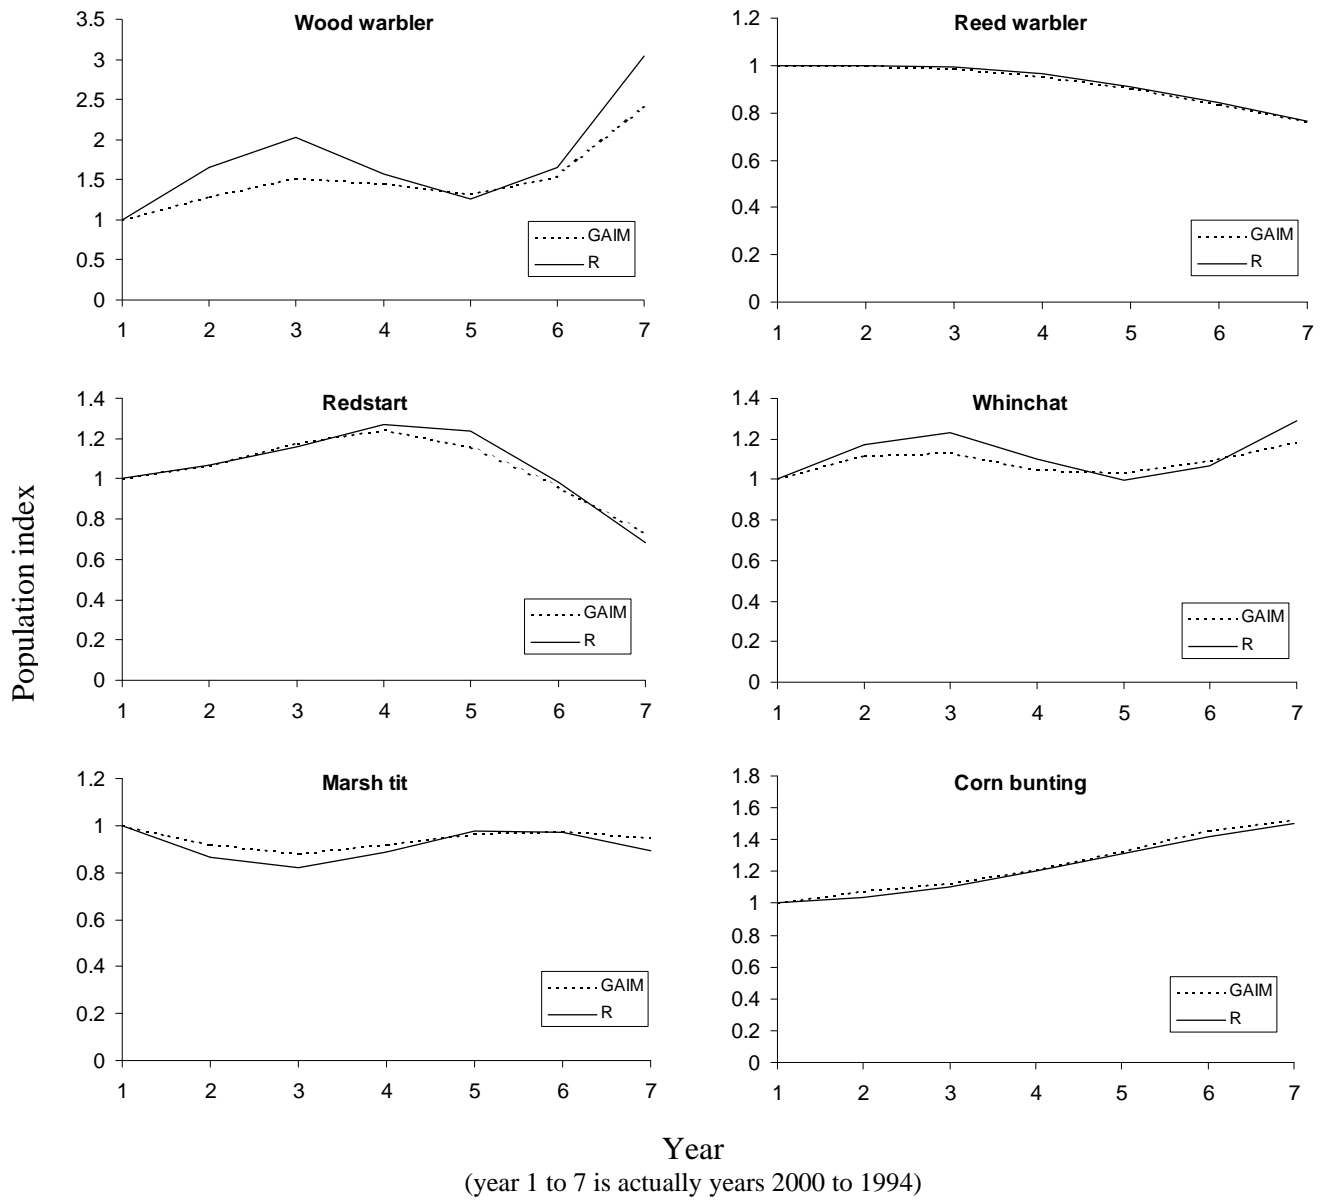 Wood warbler
3.5
3
2.5
2
1.5
1
0.5
0
GAIM
R
1 2 3 4 5 6 7
Reed warbler
1.2
1
0.8
0.6
0.4
0.2
0
GAIM
R
1 2 3 4 5 6 7
Population index
Redstart
1.4
1.2
1
0.8
0.6
0.4
0.2
0
GAIM
R
1 2 3 4 5 6 7
Whinchat
1.4
1.2
1
0.8
0.6
0.4
0.2
0
GAIM
R
1 2 3 4 5 6 7
Marsh tit
1.2
1
0.8
0.6
0.4
0.2
0
GAIM
R
1 2 3 4 5 6 7
Corn bunting
1.8
1.6
1.4
1.2
1
0.8
0.6
0.4
0.2
0
GAIM
R
1 2 3 4 5 6 7
Year
(year 1 to 7 is actually years 2000 to 1994)